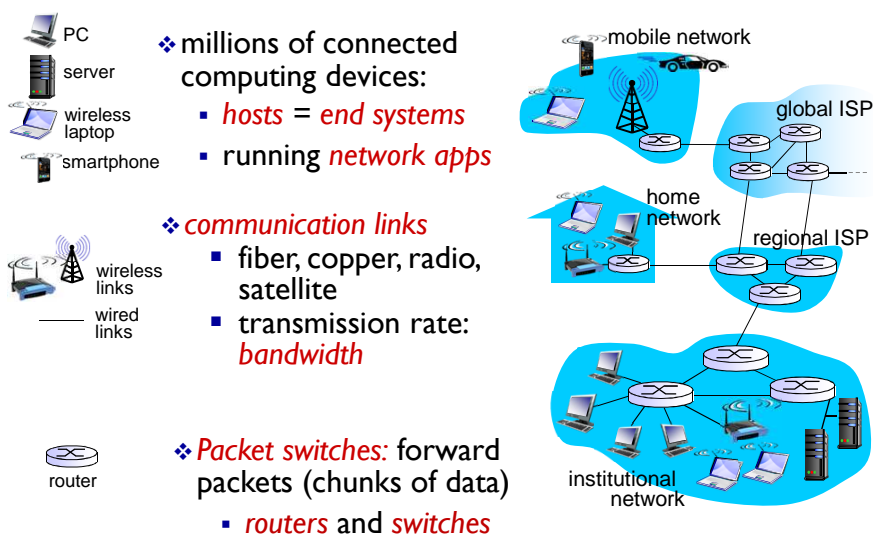 PC
server
wireless
laptop
smartphone
wireless
links
wired
links
router
❖ millions of connected
computing devices:
▪ hosts = end systems
▪ running network apps
❖ communication links
▪ fiber, copper, radio,
satellite
▪ transmission rate:
bandwidth
❖ Packet switches: forward
packets (chunks of data)
▪ routers and switches
mobile network
global ISP
home
network
regional ISP
institutional
network